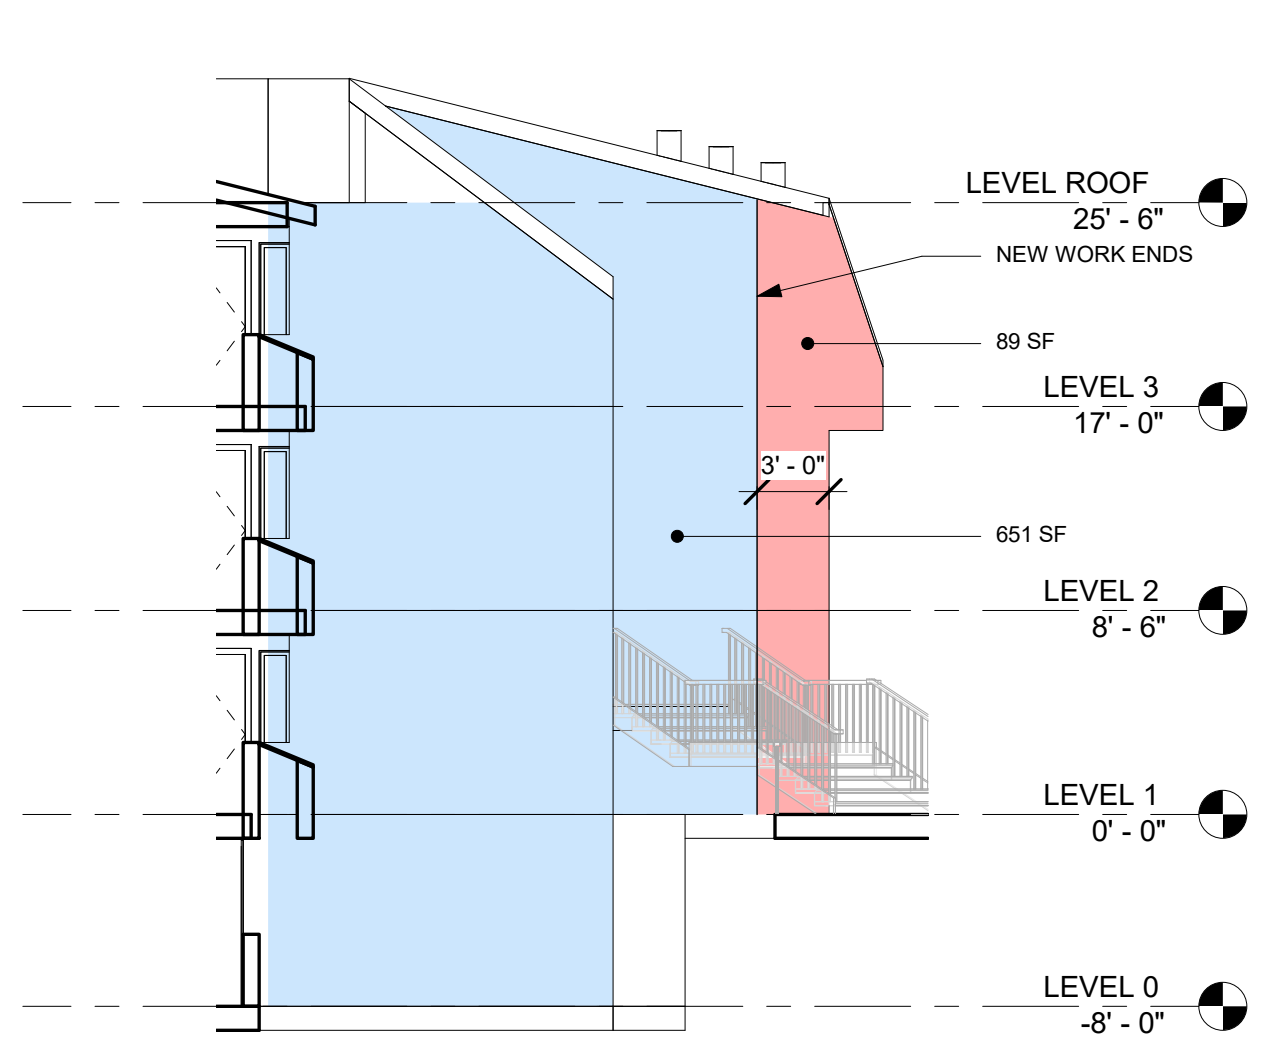 LEVEL ROOF
25' - 6"
NEW WORK ENDS
89 SF
LEVEL 3
17' - 0"
3' - 0"
651 SF
LEVEL 2
8' - 6"
LEVEL 1
0' - 0"
LEVEL 0
-8' - 0"